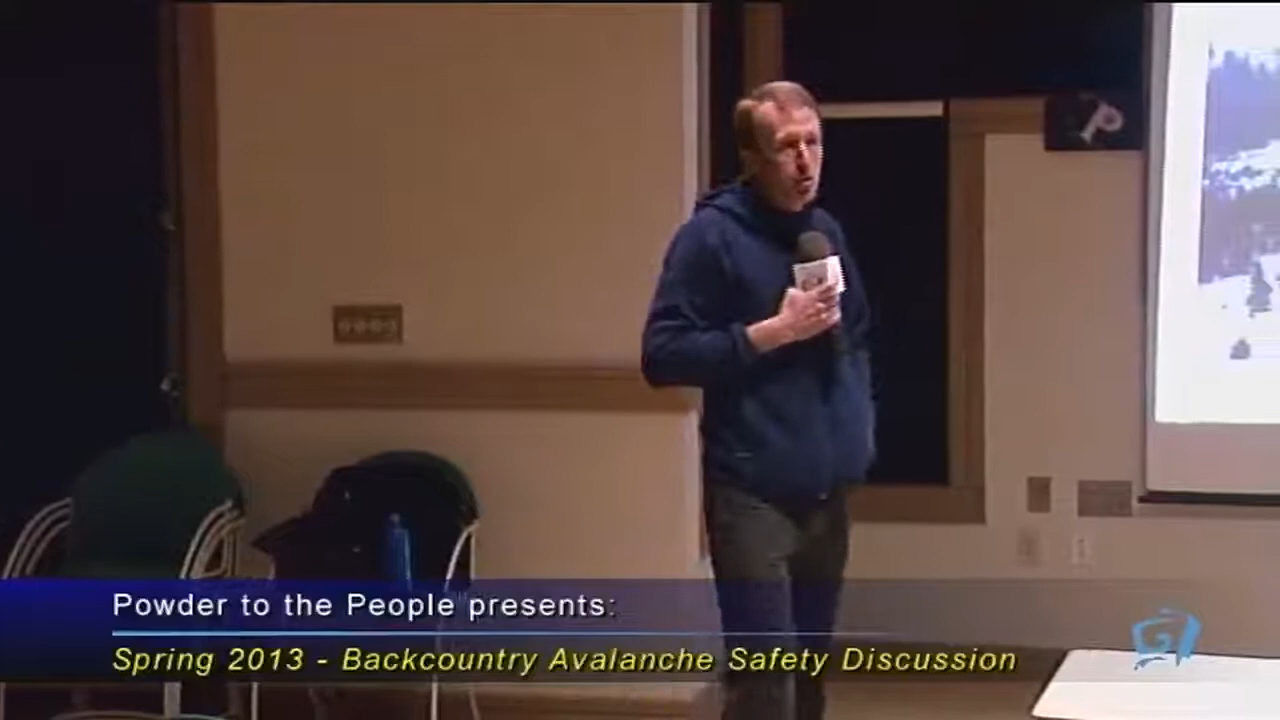 P
Powder to the People presents:
Spring 2013 - Backcountry Avalanche Safety Discussion